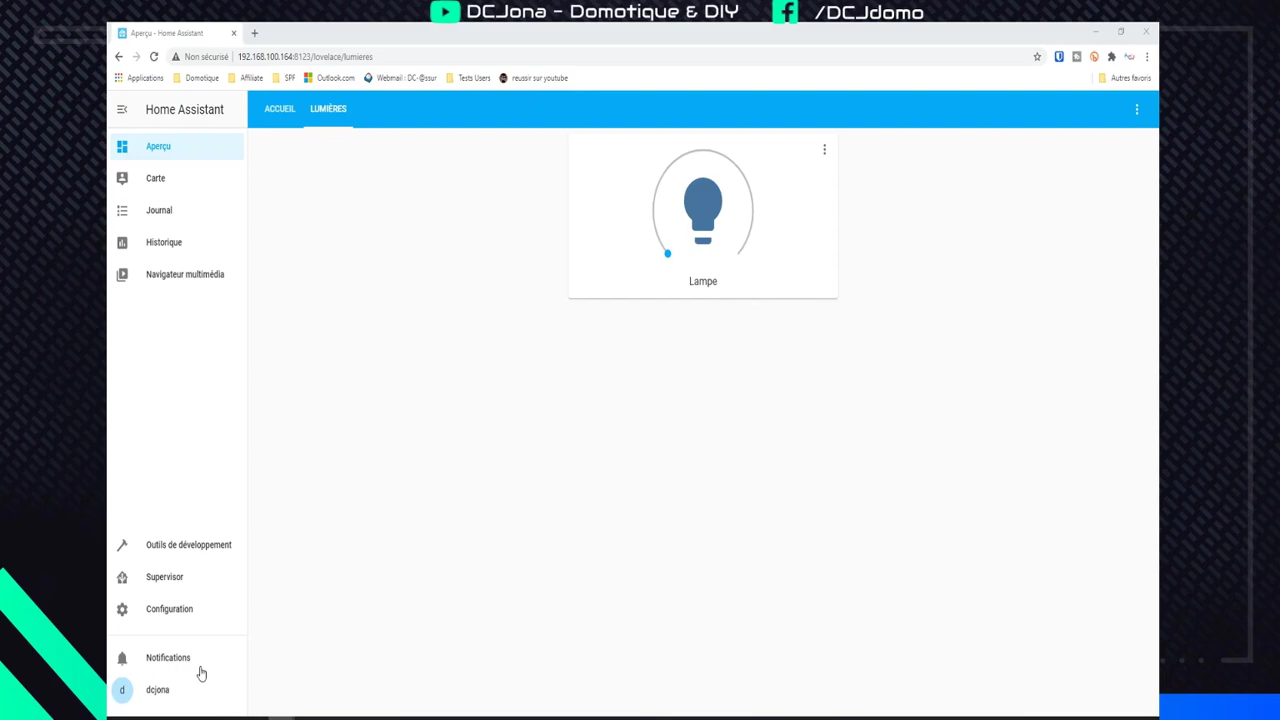 DCJona - Domotique & DIY
/DCJdomo
Aperçu - Home Assistant
Non sécurisé
192.168.100.164:8123/lovelace/lumieres
Applications
Domotique
Affiliate
SPF
Outlook.com
Webmail : DC-@ssur
Tests Users
reussir sur youtube
Autres favoris
Home Assistant
ACCUEIL
LUMIÈRES
Aperçu
Carte
Journal
Historique
Navigateur multimédia
Lampe
Outils de développement
Supervisor
Configuration
Notifications
d
dcjona